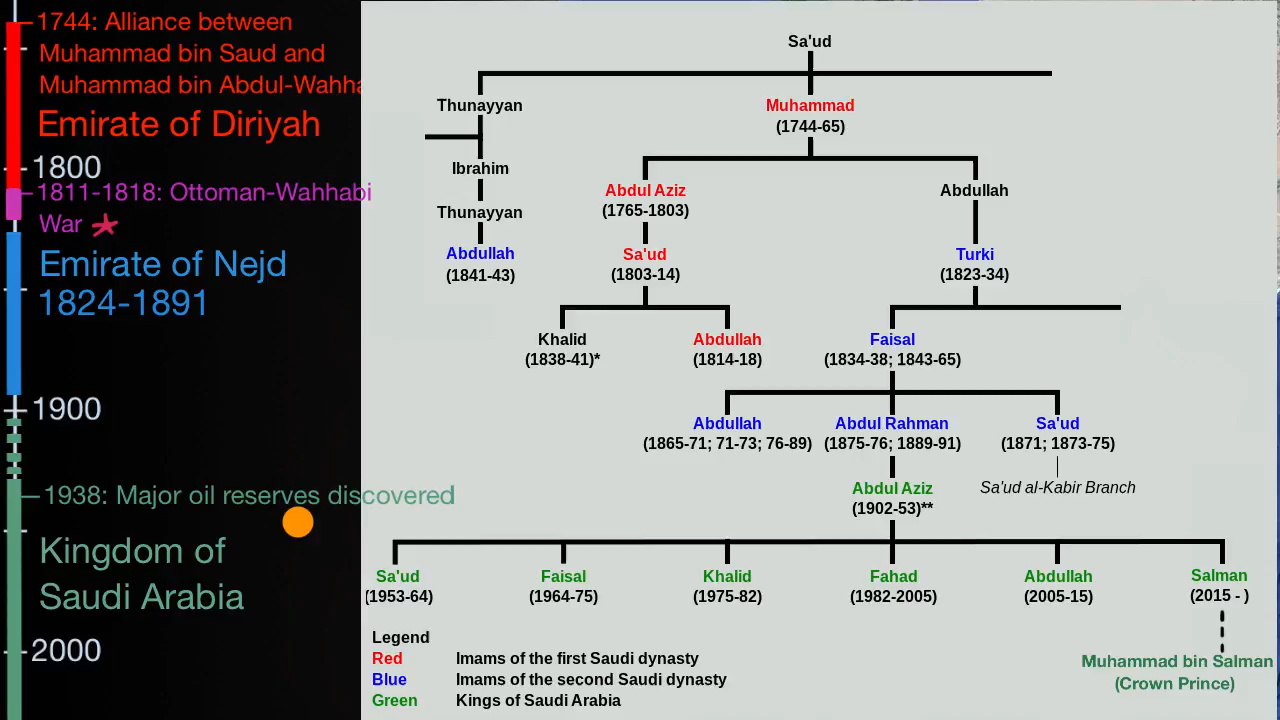 1744: Alliance between
Muhammad bin Saud and
Muhammad bin Abdul-Wahha
Emirate of Diriyah
1800
1811-1818: Ottoman-Wahhabi
War
Emirate of Nejd
1824-1891
1900
1938: Major oil reserves discovered
Kingdom of
Saudi Arabia
2000
Sa'ud
Thunayyan
Muhammad
(1744-65)
Ibrahim
Abdul Aziz
(1765-1803)
Abdullah
Thunayyan
Abdullah
(1841-43)
Sa'ud
(1803-14)
Turki
(1823-34)
Khalid
(1838-41)*
Abdullah
(1814-18)
Faisal
(1834-38; 1843-65)
Abdullah
(1865-71; 71-73; 76-89)
Abdul Rahman
(1875-76; 1889-91)
Sa'ud
(1871; 1873-75)
Abdul Aziz
(1902-53)**
Sa'ud al-Kabir Branch
Sa'ud
(1953-64)
Faisal
(1964-75)
Khalid
(1975-82)
Fahad
(1982-2005)
Abdullah
(2005-15)
Salman
(2015 - )
Muhammad bin Salman
(Crown Prince)
Legend
Red Imams of the first Saudi dynasty
Blue Imams of the second Saudi dynasty
Green Kings of Saudi Arabia